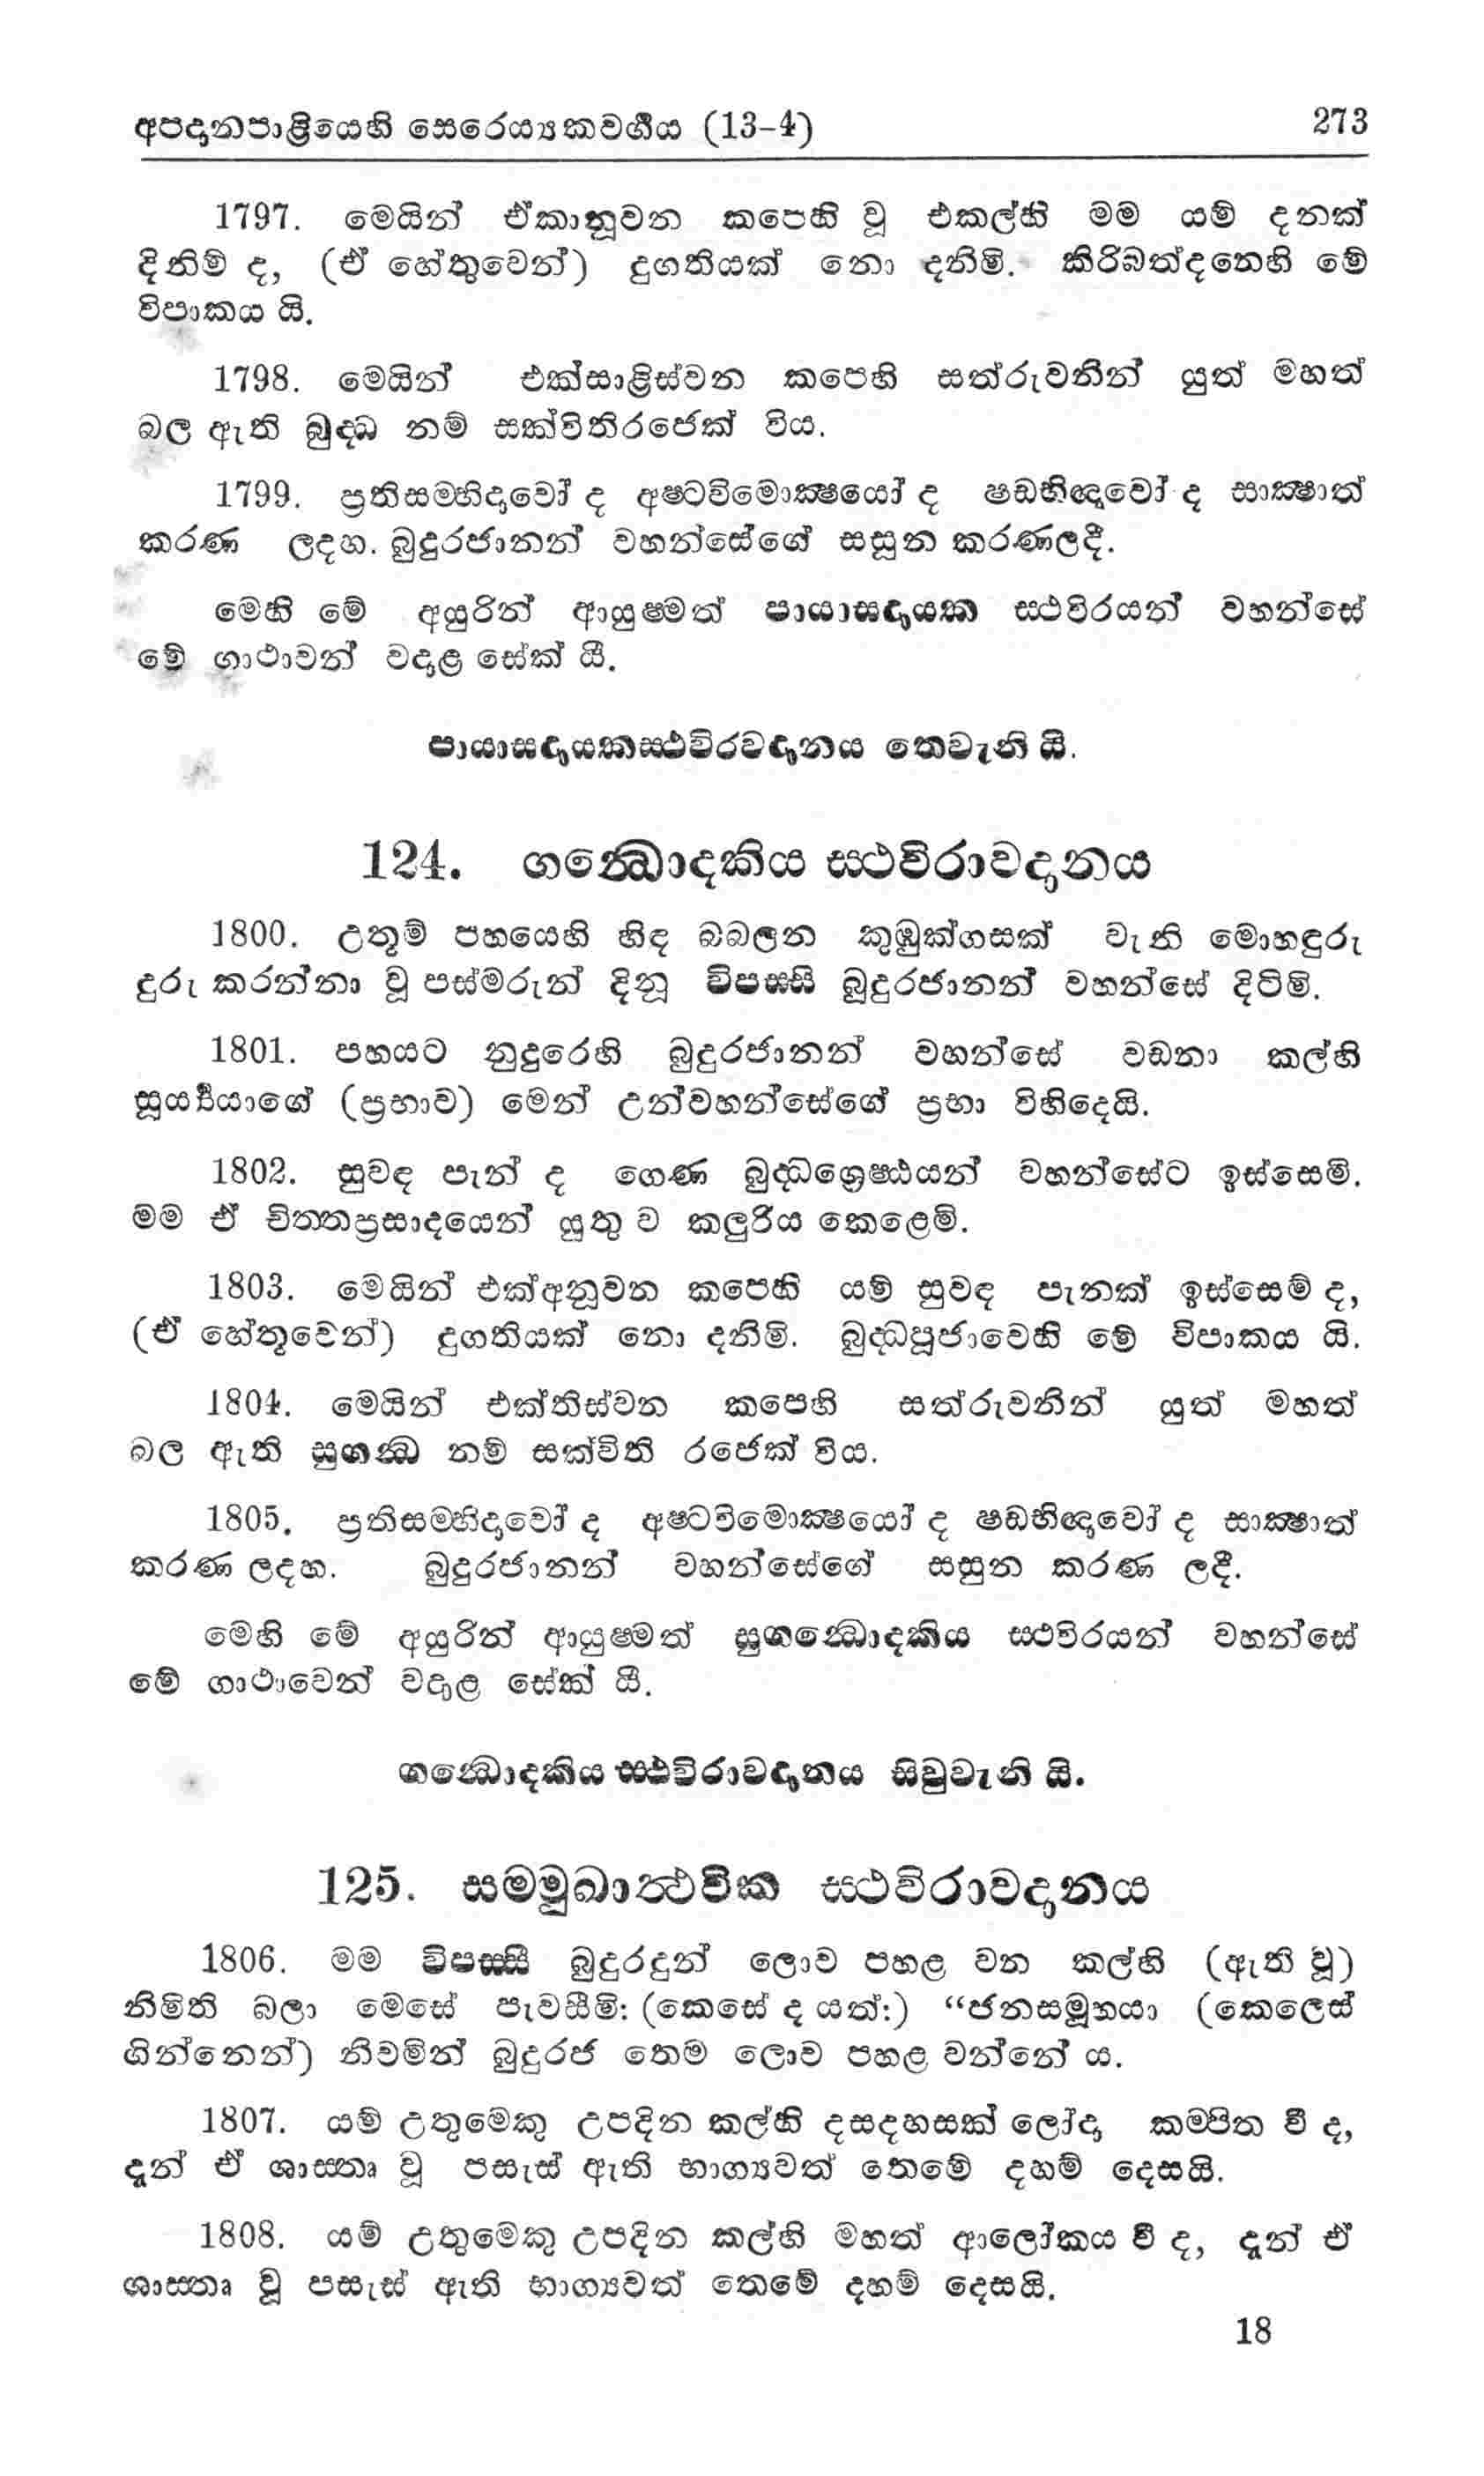 අපදානපාළියෙහි සෙරෙය්‍යකවර්‍ගය (13-4) 273
1797. මෙයින් ඒකානූවන කපෙහි වූ එකල්හි මම යම් දනක්
දිනිම් ද, (ඒ හේතුවෙන්) දුගතියක් නො දනිමි. කිරිබත්දනෙහි මේ
විපාකය යි.
1798. මෙයින් එක්සාළිස්වන කපෙහි සත්රුවනින් යුත් මහත්
බල ඇති බුද්‍ධ නම් සක්විතිරජෙක් විය.
1799. ප්‍රතිසම්භිදාවෝ ද අෂ්ටවිමොක්‍ෂයෝ ද ෂඩභිඥාවෝ ද සාක්‍ෂාත්
කරණ ලදහ. බුදුරජානන් වහන්සේගේ සසුන කරණලදී.
මෙහි මේ අයුරින් ආයුෂ්මත් පායාසදායක ස්ථවිරයන් වහන්සේ
මේ ගාථාවන් වදාළ සේක් යී.
පායාසදායකස්ථවිරවදානය තෙවැනි යි.
124. ගන්‍ධොදකිය ස්ථවිරාවදානය
1800. උතුම් පහයෙහි හිඳ බබලන කුඹුක්ගසක් වැනි මොහඳුරු
දුරු කරන්නා වූ පස්මරුන් දිනූ විපස්සී බුදුරජානන් වහන්සේ දිටිමි.
1801. පහයට නුදුරෙහි බුදුරජානන් වහන්සේ වඩනා කල්හි
සූර්‍ය්‍යයාගේ (ප්‍රභාව) මෙන් උන්වහන්සේගේ ප්‍රභා විහිදෙයි.
1802. සුවඳ පැන් ද ගෙණ බුද්‍ධශ්‍රෙෂ්ඨයන් වහන්සේට ඉස්සෙමි.
මම ඒ චිත්තප්‍රසාදයෙන් යුතු ව කලුරිය කෙළෙමි.
1803. මෙයින් එක්අනූවන කපෙහි යම් සුවඳ පැනක් ඉස්සෙම් ද,
(ඒ හේතුවෙන්) දුගතියක් නො දනිමි. බුද්‍ධපූජාවෙහි මේ විපාකය යි.
1804. මෙයින් එක්තිස්වන කපෙහි සත්රුවනින් යුත් මහත්
බල ඇති සුගන්‍ධ නම් සක්විති රජෙක් විය.
1805. ප්‍රතිසම්භිදාවෝ ද අෂ්ටවිමොක්‍ෂයෝ ද ෂඩභිඥාවෝ ද සාක්‍ෂාත්
කරණ ලදහ. බුදුරජානන් වහන්සේගේ සසුන කරණ ලදී.
මෙහි මේ අයුරින් ආයුෂ්මත් සුගන්‍ධොදකිය ස්ථවිරයන් වහන්සේ
මේ ගාථාවෙන් වදාළ සේක් යී.
ගන්‍ධොදකිය ස්ථවිරාවදානය සිවුවැනි යි.
125. සම්මුඛාත්‍ථවික ස්ථවිරාවදානය
1806. මම විපස්සී බුදුරදුන් ලොව පහළ වන කල්හි (ඇති වූ)
නිමිති බලා මෙසේ පැවසීමි: (කෙසේ ද යත්:) “ජනසමූහයා (කෙලෙස්
ගින්නෙන්) නිවමින් බුදුරජ තෙම ලොව පහළ වන්නේ ය.
1807. යම් උතුමෙකු උපදින කල්හි දසදහසක් ලෝදා කම්පිත වී ද,
දැන් ඒ ශාස්තෘ වූ පසැස් ඇති භාග්‍යවත් තෙමේ දහම් දෙසයි.
1808. යම් උතුමෙකු උපදින කල්හි මහත් ආලෝකය වී ද, දැන් ඒ
ශාස්තෘ වූ පසැස් ඇති භාග්‍යවත් තෙමේ දහම් දෙසයි.
18